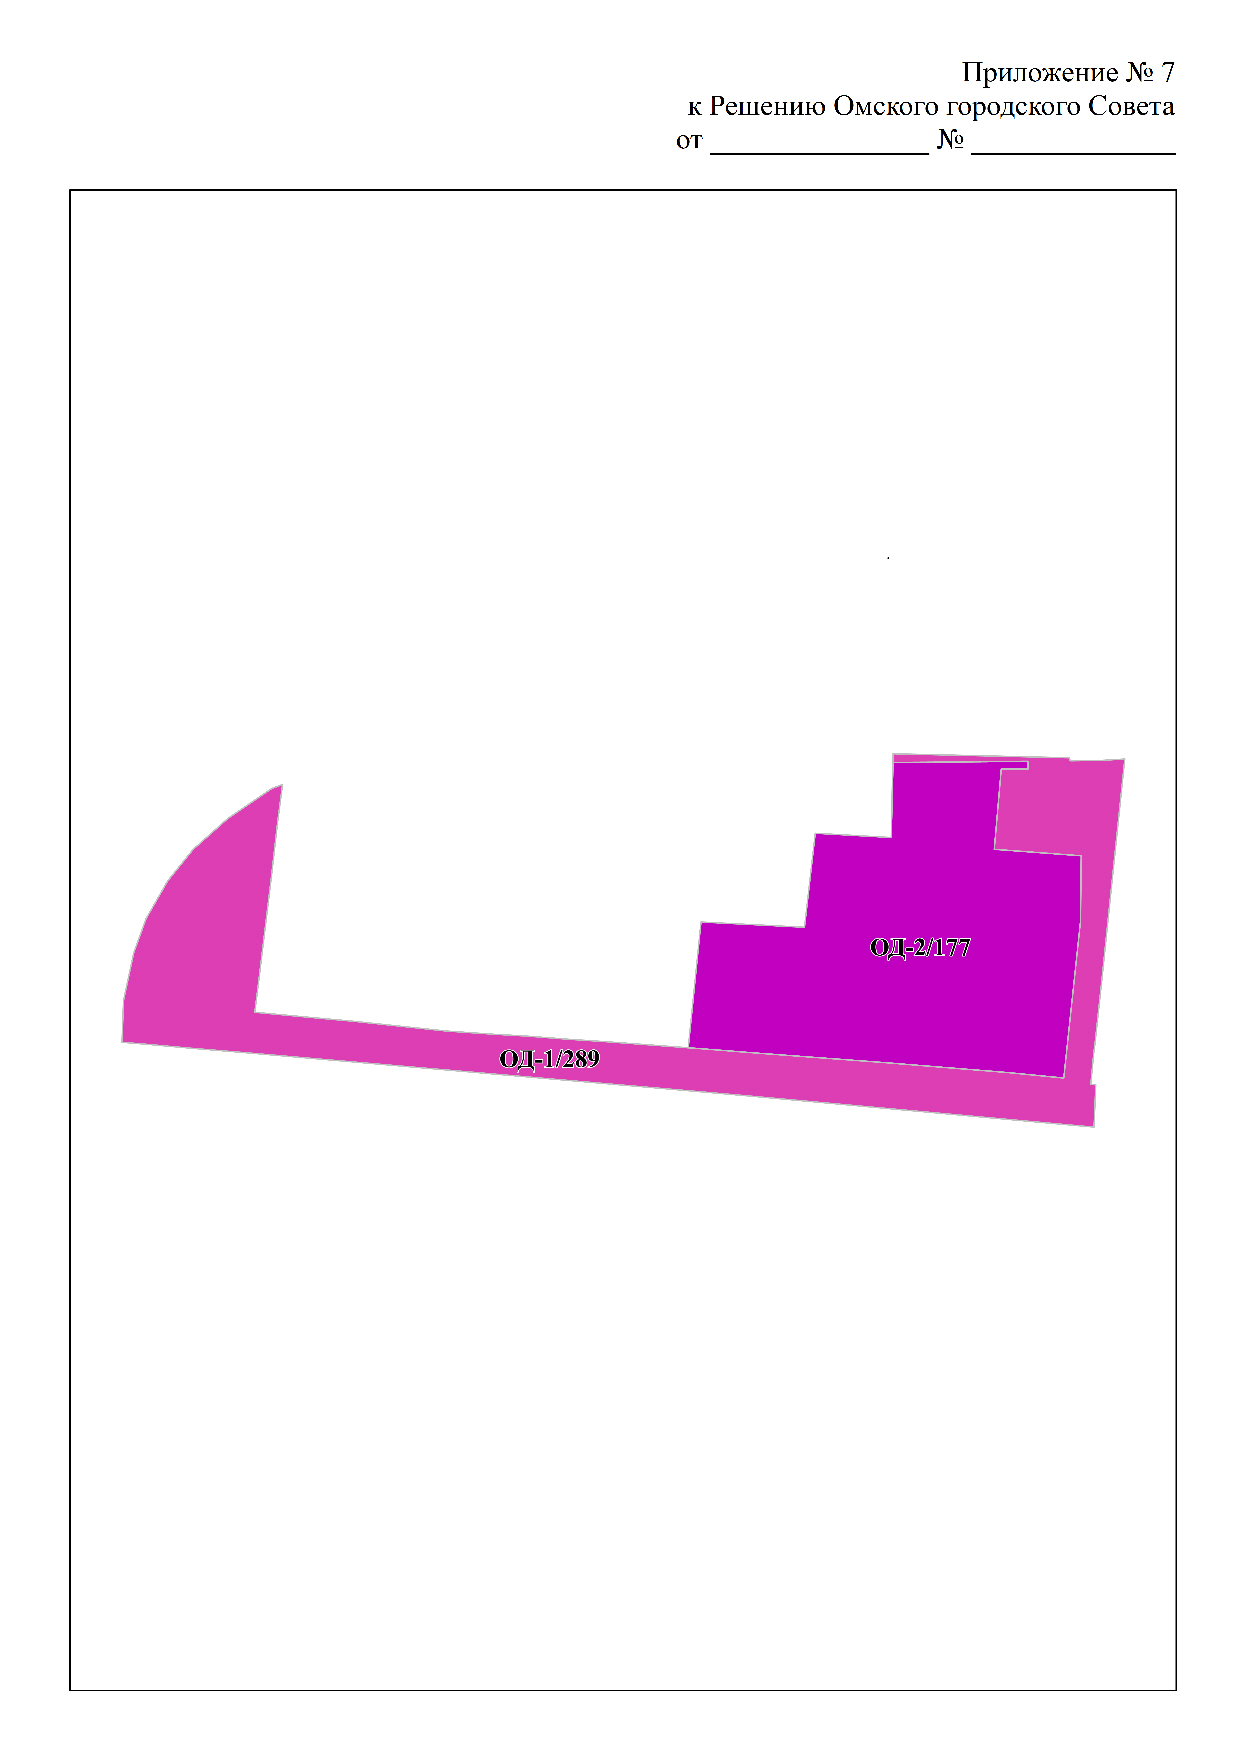 Приложение № 7
к Решению Омского городского Совета
от ________________ № _______________
ОД-2/177
ОД-1/289